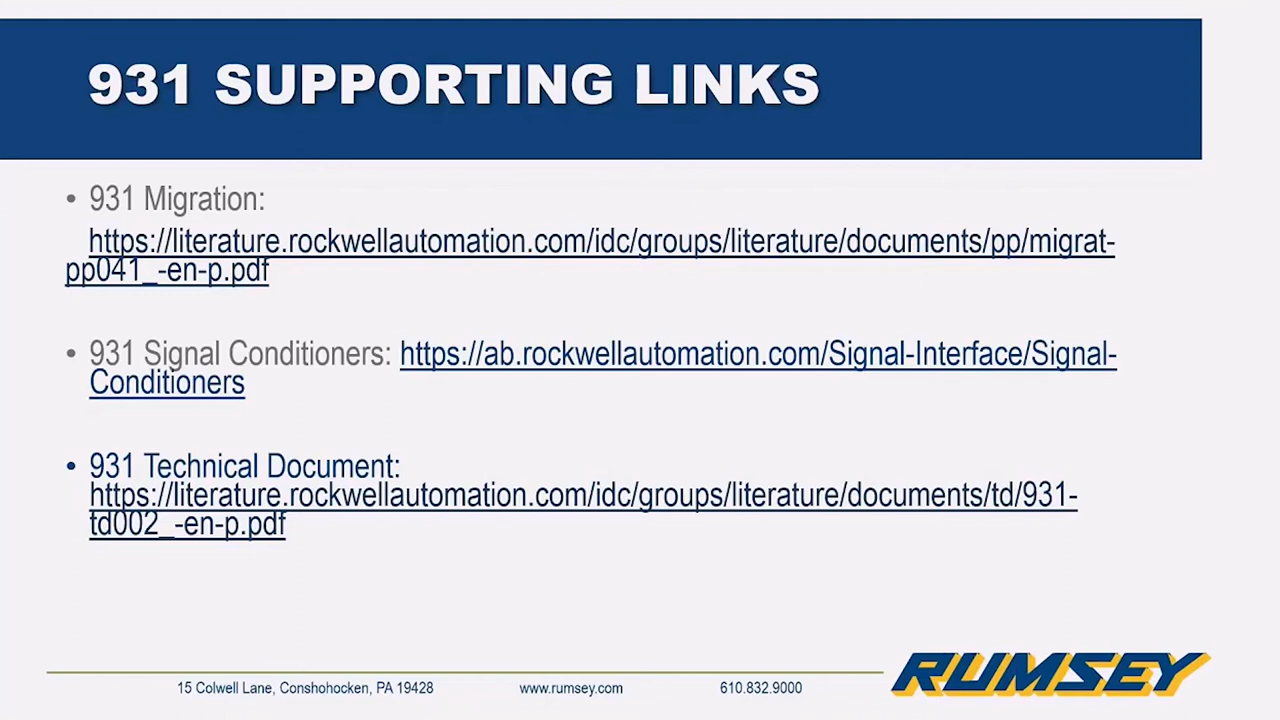 931 SUPPORTING LINKS
• 931 Migration:
https://literature.rockwellautomation.com/idc/groups/literature/documents/pp/migrat-
pp041_-en-p.pdf
• 931 Signal Conditioners: https://ab.rockwellautomation.com/Signal-Interface/Signal-
Conditioners
• 931 Technical Document:
https://literature.rockwellautomation.com/idc/groups/literature/documents/td/931-
td002_-en-p.pdf
15 Colwell Lane, Conshohocken, PA 19428 www.rumsey.com 610.832.9000
RUMSEY